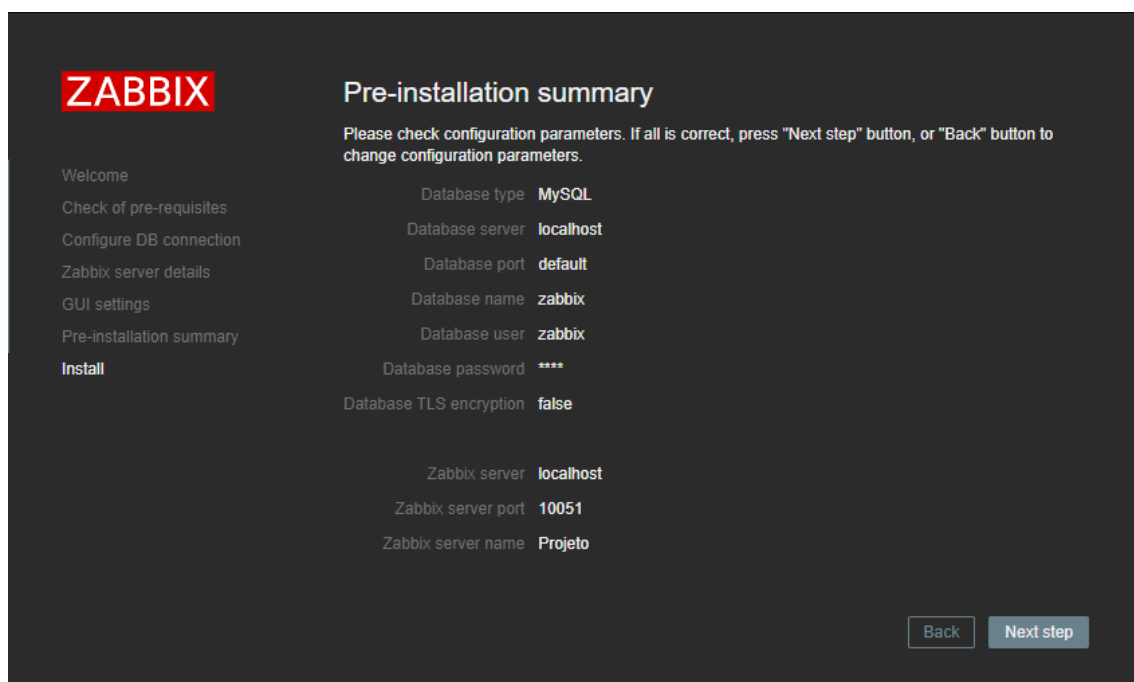 ZABBIX
Welcome
Check of pre-requisites
Configure DB connection
Zabbix server details
GUI settings
Pre-installation summary
Install
Pre-installation summary
Please check configuration parameters. If all is correct, press "Next step" button, or "Back" button to
change configuration parameters.
Database type MySQL
Database server localhost
Database port default
Database name zabbix
Database user zabbix
Database password ****
Database TLS encryption false
Zabbix server localhost
Zabbix server port 10051
Zabbix server name Projeto
Back Next step